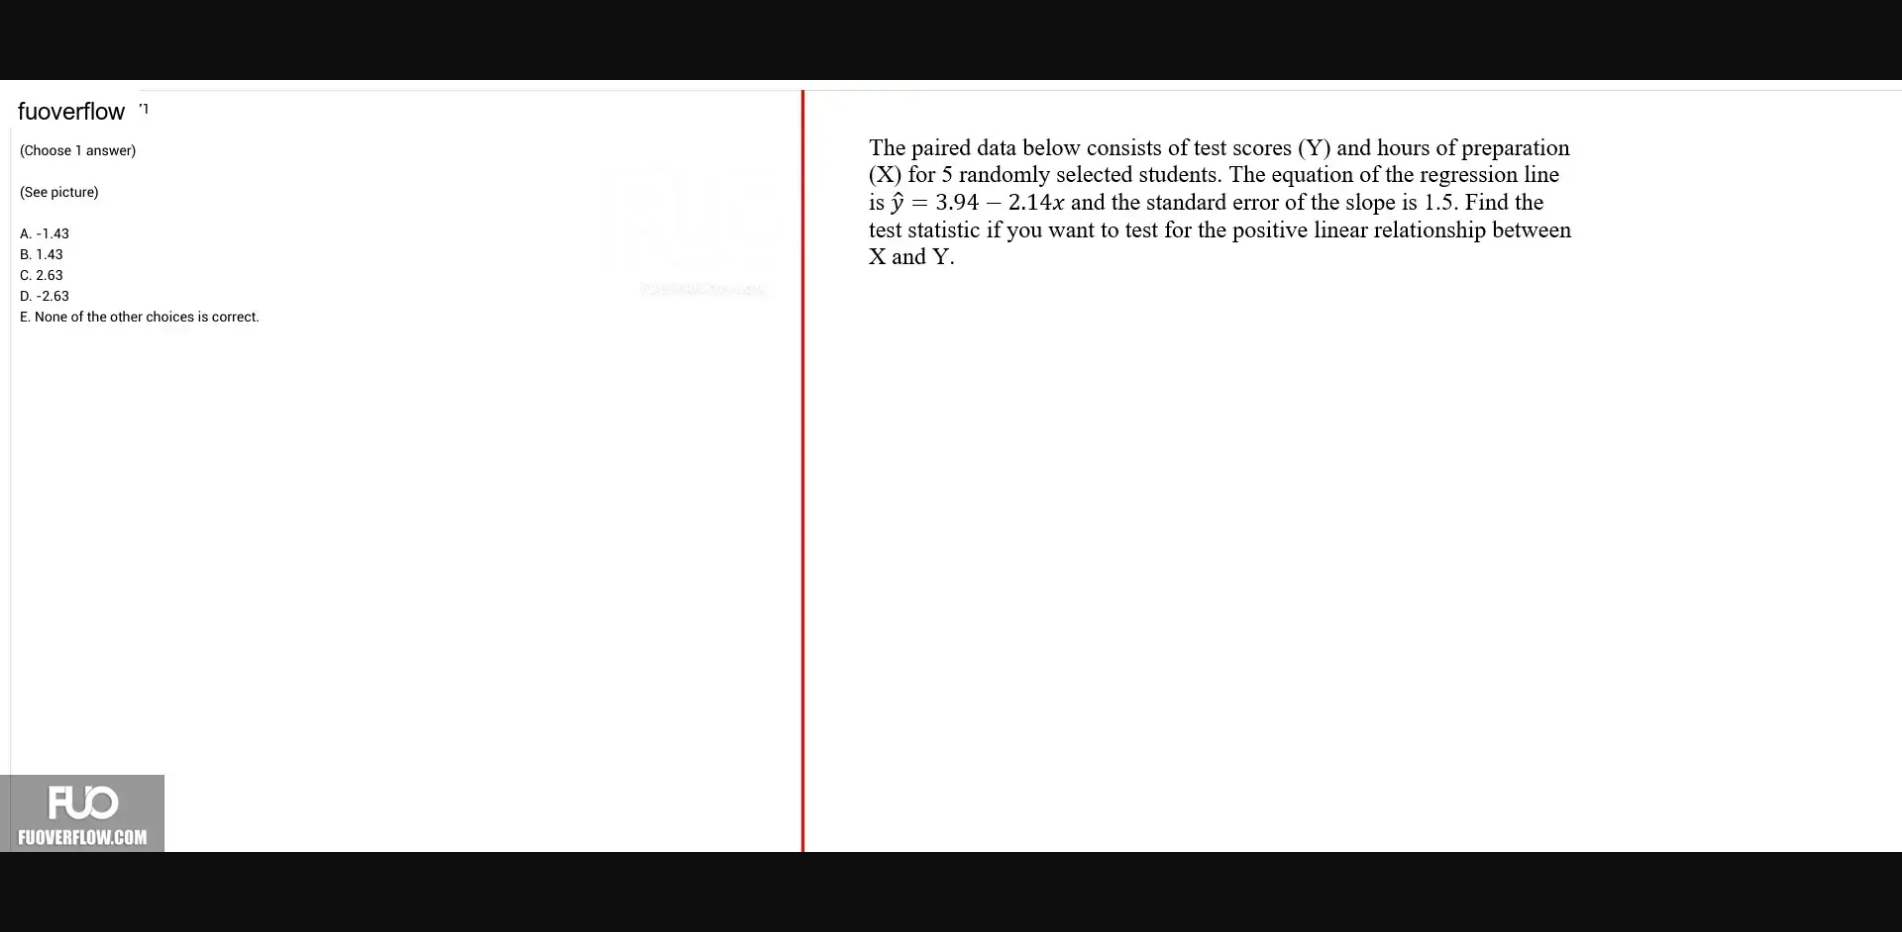 fuoverflow
(Choose 1 answer)
(See picture)
A. -1.43
B. 1.43
C. 2.63
D. -2.63
E. None of the other choices is correct.
The paired data below consists of test scores (Y) and hours of preparation
(X) for 5 randomly selected students. The equation of the regression line
is ŷ = 3.94 − 2.14x and the standard error of the slope is 1.5. Find the
test statistic if you want to test for the positive linear relationship between
X and Y.
FUO
FUOVERFLOW.COM